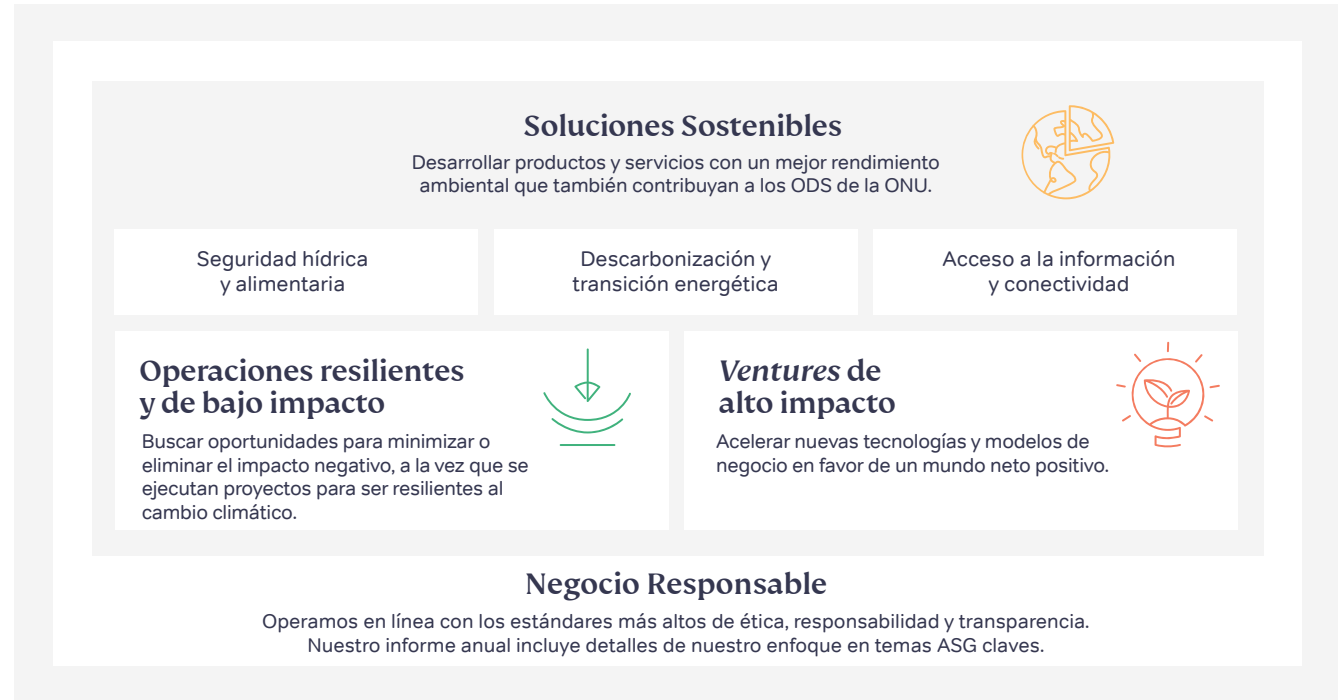 Soluciones Sostenibles
Desarrollar productos y servicios con un mejor rendimiento
ambiental que también contribuyan a los ODS de la ONU.
Seguridad hídrica
y alimentaria
Descarbonización y
transición energética
Acceso a la información
y conectividad
Operaciones resilientes
y de bajo impacto
Buscar oportunidades para minimizar o
eliminar el impacto negativo, a la vez que se
ejecutan proyectos para ser resilientes al
cambio climático.
Ventures de
alto impacto
Acelerar nuevas tecnologías y modelos de
negocio en favor de un mundo neto positivo.
Negocio Responsable
Operamos en línea con los estándares más altos de ética, responsabilidad y transparencia.
Nuestro informe anual incluye detalles de nuestro enfoque en temas ASG claves.